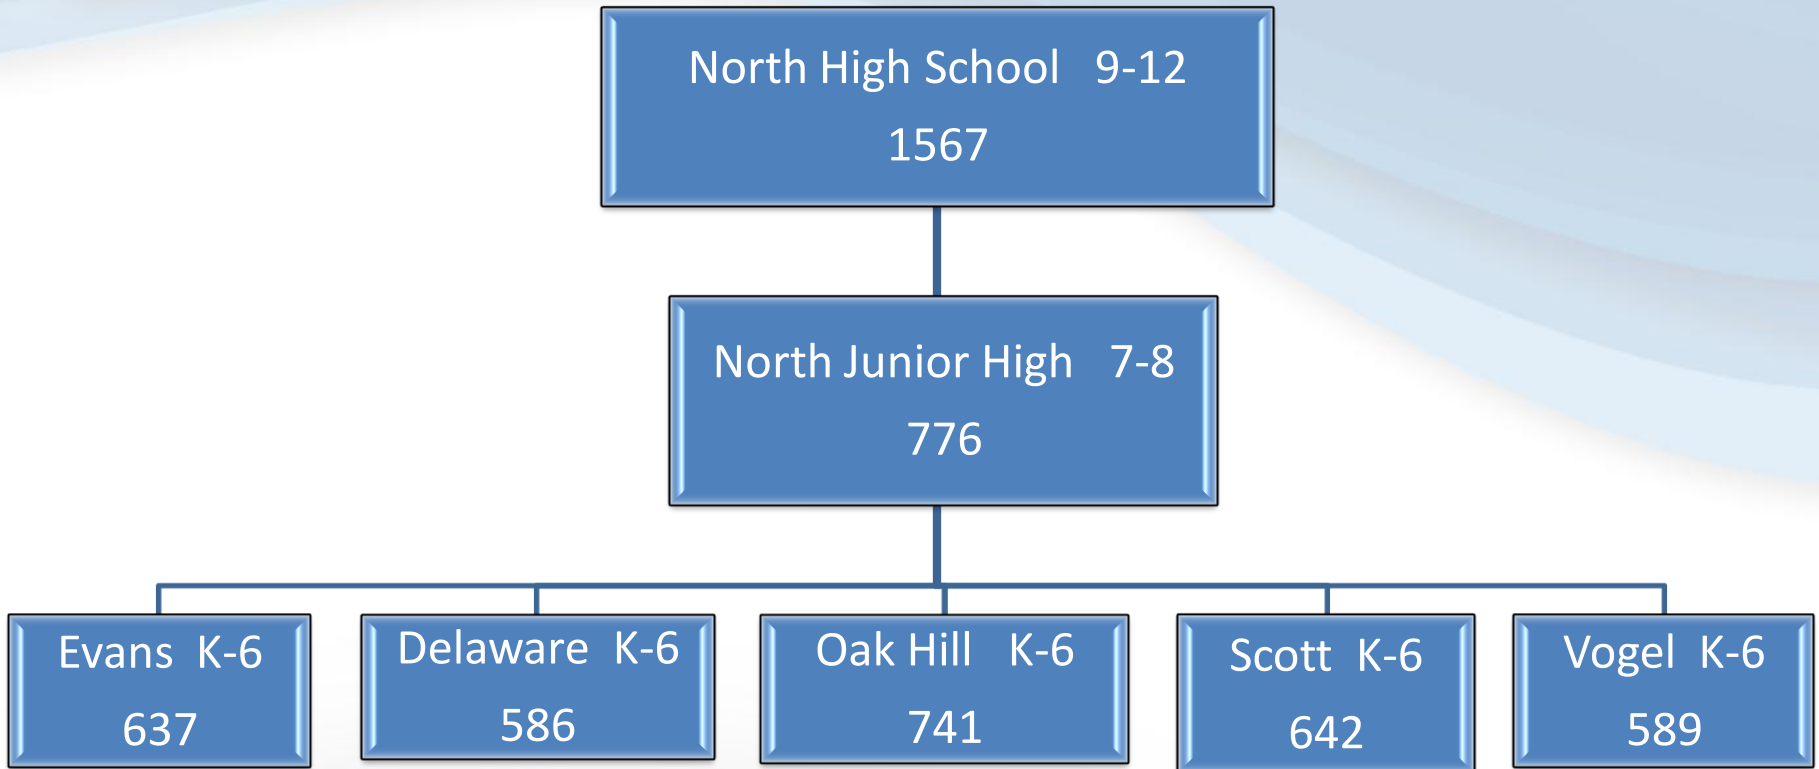 North High School   9-12
1567
North Junior High   7-8
776
Evans  K-6
637
Delaware  K-6
586
Oak Hill   K-6
741
Scott  K-6
642
Vogel  K-6
589